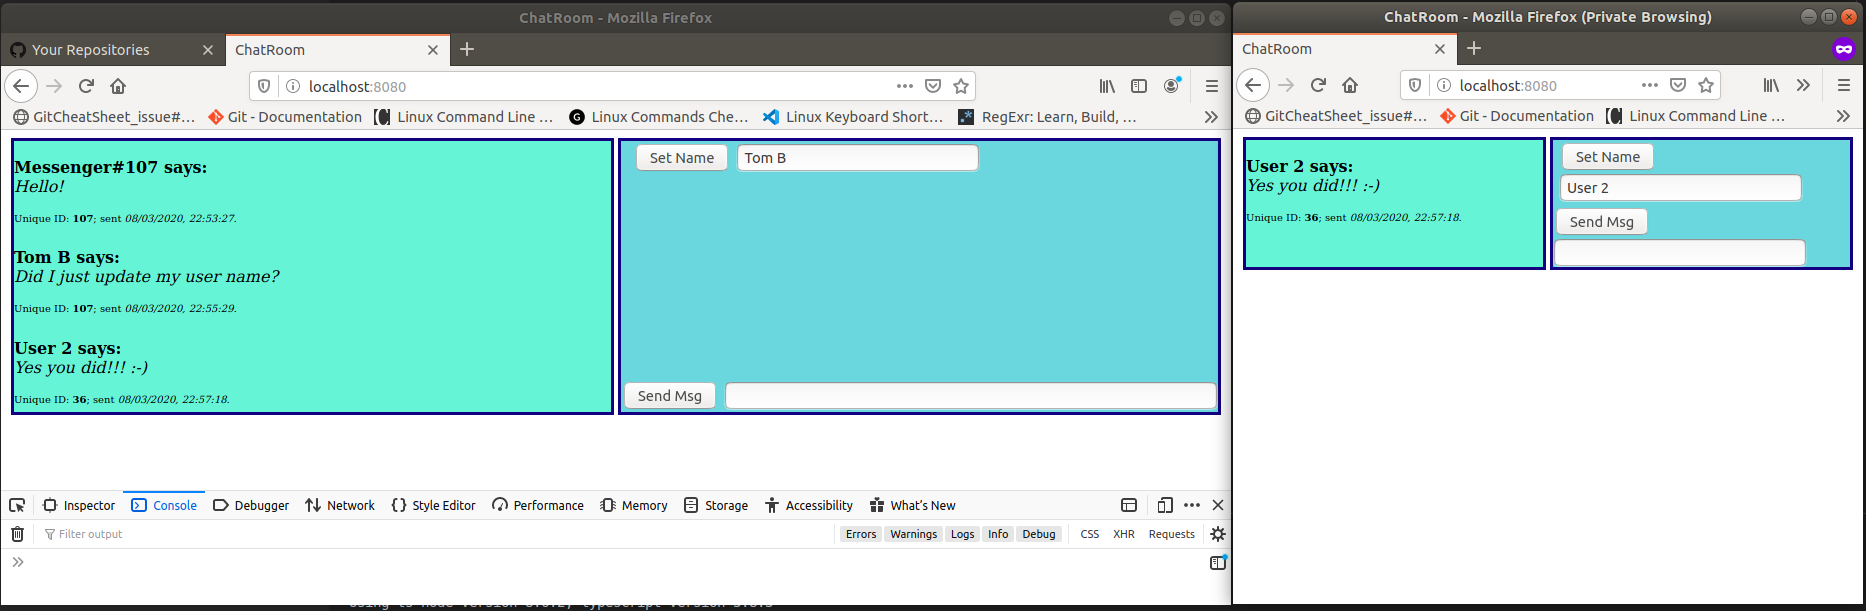 ChatRoom - Mozilla Firefox
Your Repositories
ChatRoom
localhost:8080
GitCheatSheet_issue#… Git - Documentation Linux Command Line … Linux Commands Che… Linux Keyboard Short… RegExr: Learn, Build, …
Messenger#107 says:
Hello!
Unique ID: 107; sent 08/03/2020, 22:53:27.
Tom B says:
Did I just update my user name?
Unique ID: 107; sent 08/03/2020, 22:55:29.
User 2 says:
Yes you did!!! :-)
Unique ID: 36; sent 08/03/2020, 22:57:18.
Set Name Tom B
Send Msg
Inspector Console Debugger Network Style Editor Performance Memory Storage Accessibility What's New
Filter output Errors Warnings Logs Info Debug CSS XHR Requests
ChatRoom - Mozilla Firefox (Private Browsing)
ChatRoom
localhost:8080
GitCheatSheet_issue#… Git - Documentation Linux Command Line …
User 2 says:
Yes you did!!! :-)
Unique ID: 36; sent 08/03/2020, 22:57:18.
Set Name
User 2
Send Msg